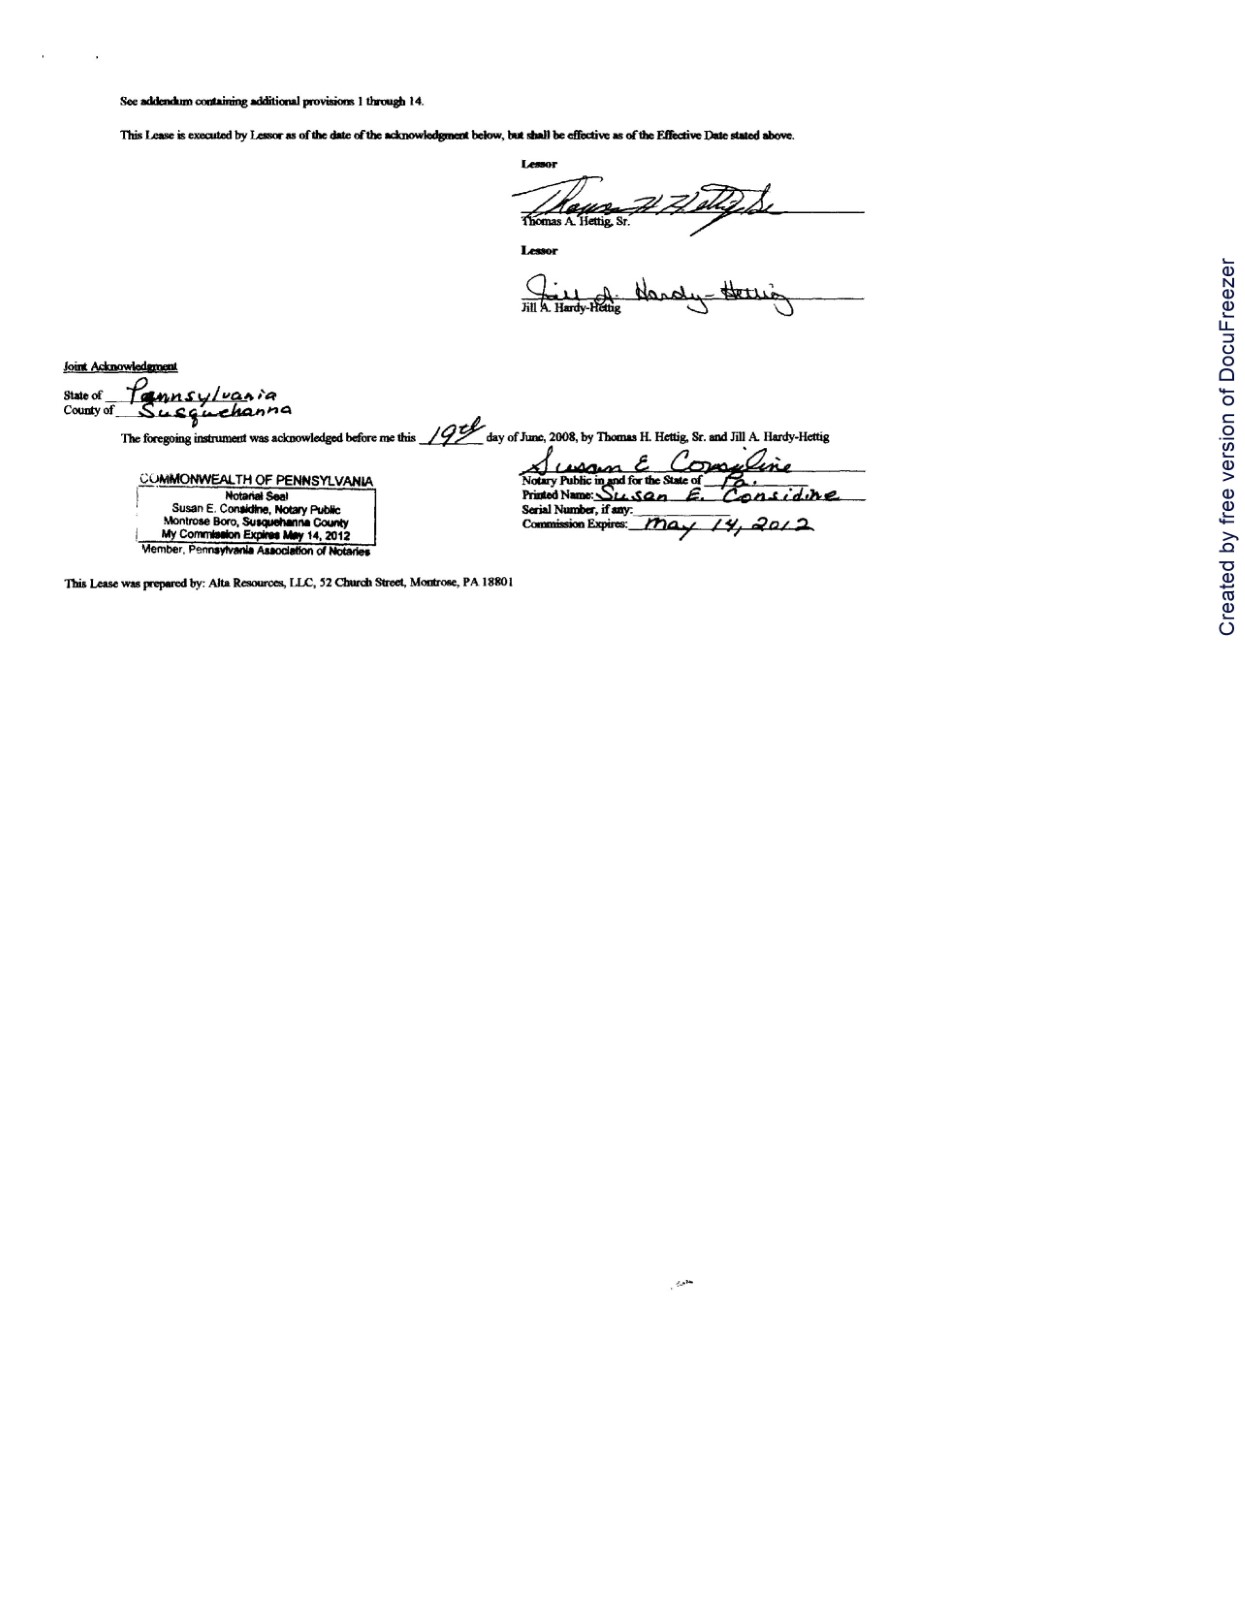 See addendum containing additional provisions 1 through 14.
This Lease is executed by Lessor as of the date of the acknowledgment below, but shall be effective as of the Effective Date stated above.
Lessor
Thomas H Hettig Sr
Thomas A. Hettig, Sr.
Lessor
Jill A. Hardy-Hettig
Jill A. Hardy-Hettig
Joint Acknowledgment
State of Pennsylvania
County of Susquehanna
The foregoing instrument was acknowledged before me this 19th day of June, 2008, by Thomas H. Hettig, Sr. and Jill A. Hardy-Hettig
Susan E Considine
Notary Public in and for the State of Pa.
Printed Name: Susan E. Considine
Serial Number, if any:
Commission Expires: May 14, 2012
COMMONWEALTH OF PENNSYLVANIA
Notarial Seal
Susan E. Considine, Notary Public
Montrose Boro, Susquehanna County
My Commission Expires May 14, 2012
Member, Pennsylvania Association of Notaries
This Lease was prepared by: Alta Resources, LLC, 52 Church Street, Montrose, PA 18801
Created by free version of DocuFreezer